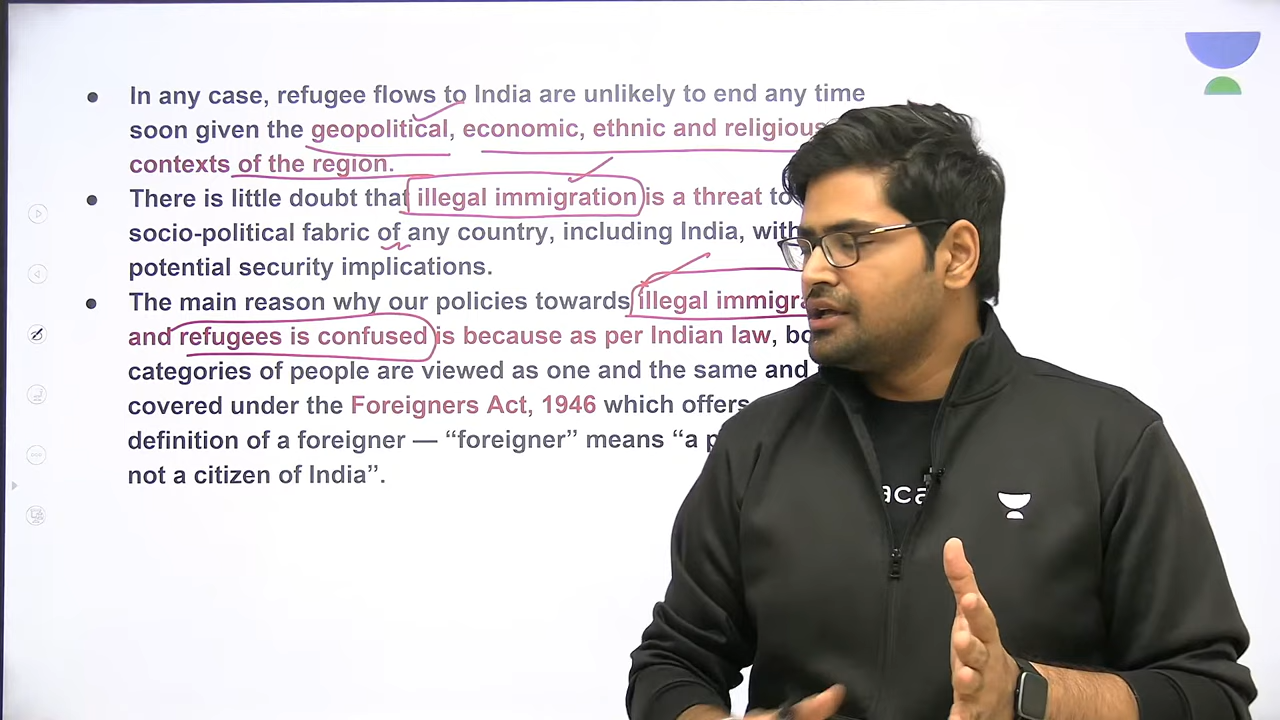 In any case, refugee flows to India are unlikely to end any time
soon given the geopolitical, economic, ethnic and religious
contexts of the region.
There is little doubt that illegal immigration is a threat to
socio-political fabric of any country, including India, with
potential security implications.
The main reason why our policies towards illegal
and refugees is confused is because as per Indian law,
categories of people are viewed as one and the same and
covered under the Foreigners Act, 1946 which offers
definition of a foreigner — “foreigner” means “a
not a citizen of India”.